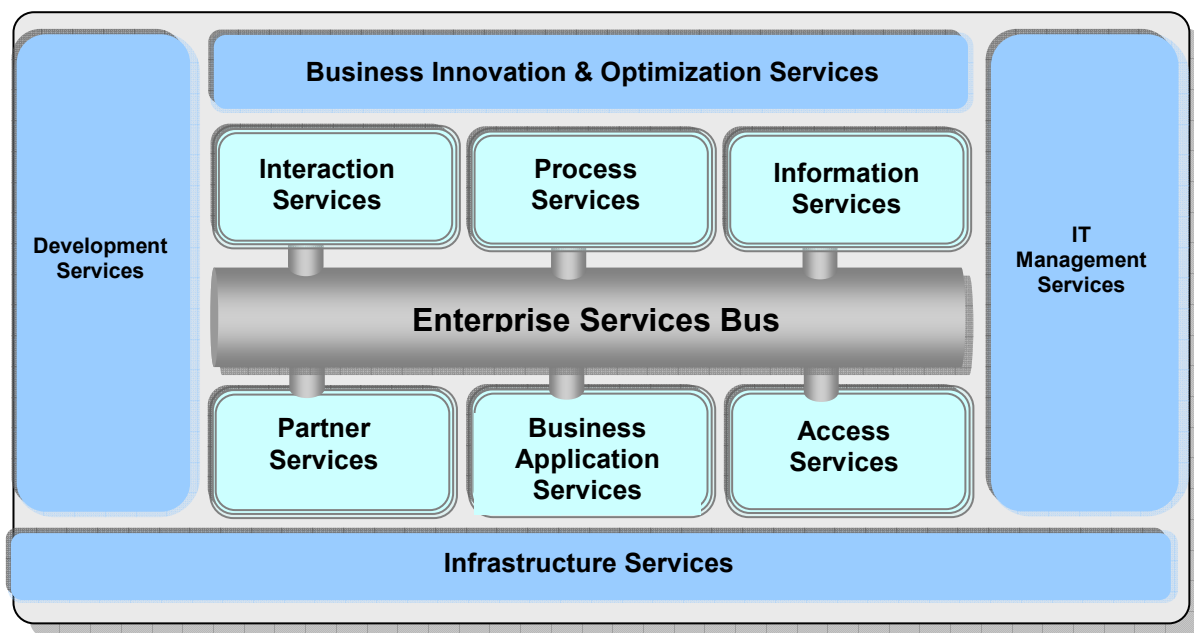 Business Innovation & Optimization Services
Interaction
Services
Process
Services
Information
Services
Development
Services
IT
Management
Services
Enterprise Services Bus
Partner
Services
Business
Application
Services
Access
Services
Infrastructure Services